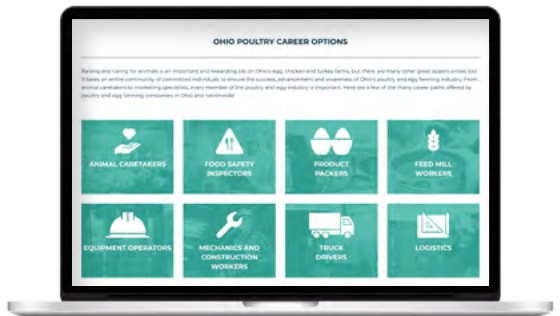 OHIO POULTRY CAREER OPTIONS
Raising and caring for animals is an important and rewarding job on Ohio's egg, chicken and turkey farms, but there are many other great opportunities too!
It takes an entire community of committed individuals to ensure the success, advancement and awareness of Ohio's poultry and egg farming industry. From
animal caretakers to marketing specialists, every member of the poultry and egg industry is important. Here are a few of the many career paths offered by
poultry and egg farming companies in Ohio and nationwide:
ANIMAL CARETAKERS
FOOD SAFETY
INSPECTORS
PRODUCT
PACKERS
FEED MILL
WORKERS
EQUIPMENT OPERATORS
MECHANICS AND
CONSTRUCTION
WORKERS
TRUCK
DRIVERS
LOGISTICS